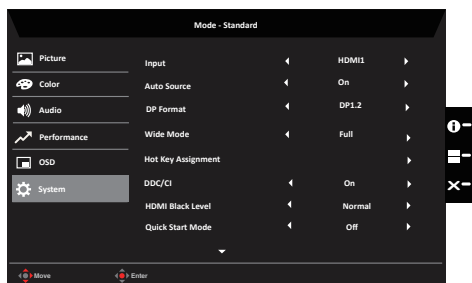 Mode - Standard
Picture
Color
Audio
Performance
OSD
System
Input HDMI1
Auto Source On
DP Format DP1.2
Wide Mode Full
Hot Key Assignment
DDC/CI On
HDMI Black Level Normal
Quick Start Mode Off
Move Enter